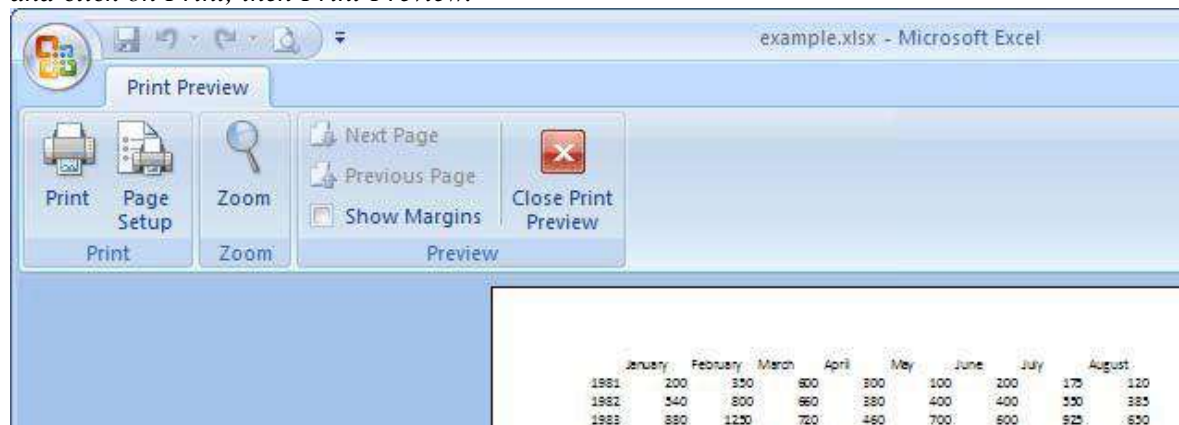 and click on Print, then Print Preview.
example.xlsx - Microsoft Excel
Print Preview
Print
Page Setup
Zoom
Next Page
Previous Page
Show Margins
Close Print Preview
Print
Zoom
Preview
January February March April May June July August
1981 200 350 600 300 100 200 175 120
1982 540 800 660 380 400 400 550 385
1983 880 1250 720 460 700 600 925 650